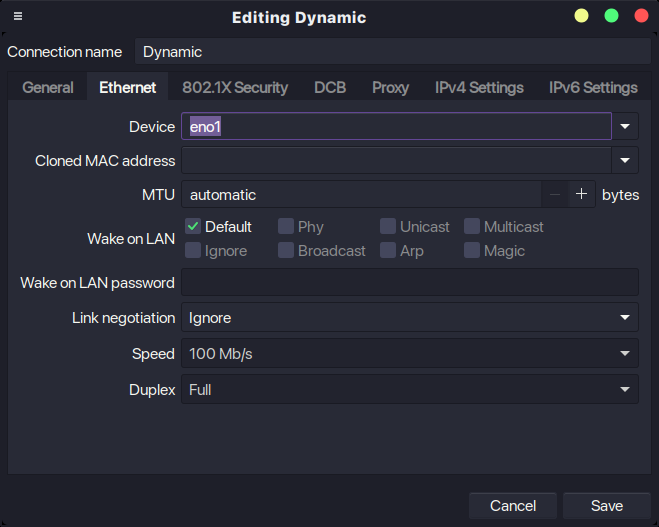 Editing Dynamic
Connection name Dynamic
General Ethernet 802.1X Security DCB Proxy IPv4 Settings IPv6 Settings
Device eno1
Cloned MAC address
MTU automatic bytes
Wake on LAN
Default Phy Unicast Multicast
Ignore Broadcast Arp Magic
Wake on LAN password
Link negotiation Ignore
Speed 100 Mb/s
Duplex Full
Cancel Save